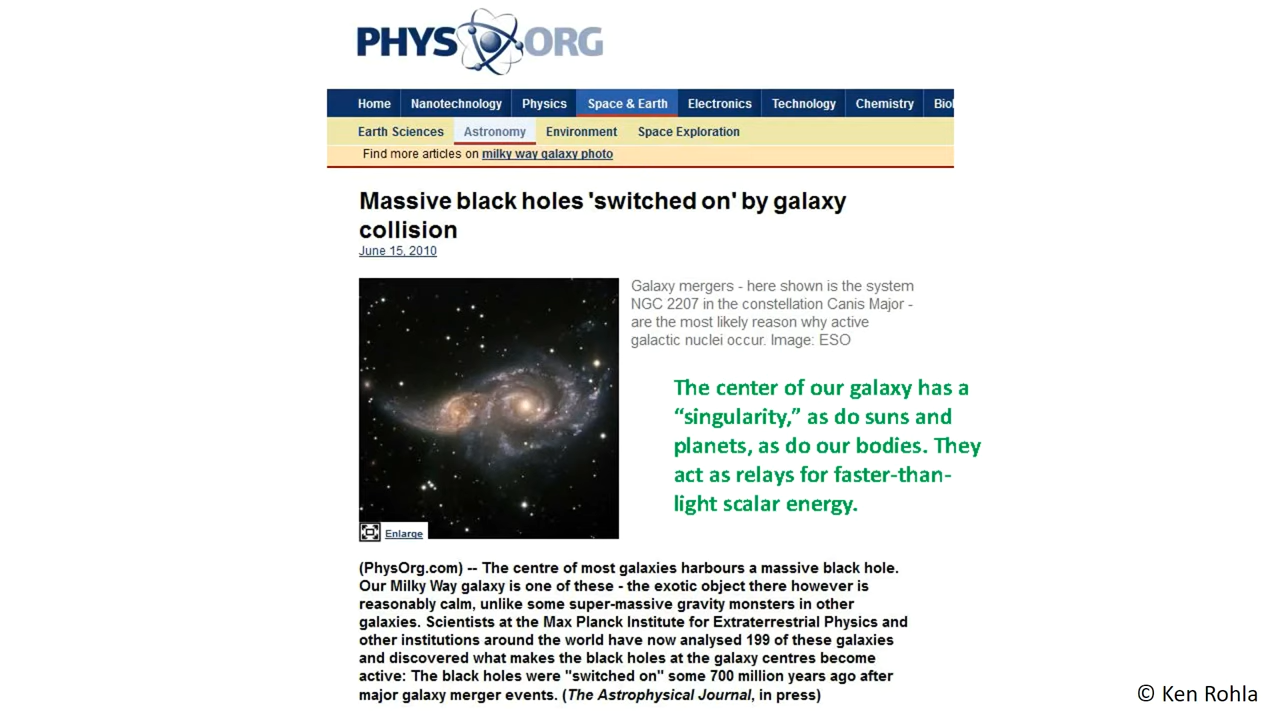 PHYS ORG
Home Nanotechnology Physics Space & Earth Electronics Technology Chemistry Biol
Earth Sciences Astronomy Environment Space Exploration
Find more articles on milky way galaxy photo
Massive black holes 'switched on' by galaxy
collision
June 15, 2010
Galaxy mergers - here shown is the system
NGC 2207 in the constellation Canis Major -
are the most likely reason why active
galactic nuclei occur. Image: ESO
The center of our galaxy has a
“singularity,” as do suns and
planets, as do our bodies. They
act as relays for faster-than-
light scalar energy.
Enlarge
(PhysOrg.com) -- The centre of most galaxies harbours a massive black hole.
Our Milky Way galaxy is one of these - the exotic object there however is
reasonably calm, unlike some super-massive gravity monsters in other
galaxies. Scientists at the Max Planck Institute for Extraterrestrial Physics and
other institutions around the world have now analysed 199 of these galaxies
and discovered what makes the black holes at the galaxy centres become
active: The black holes were "switched on" some 700 million years ago after
major galaxy merger events. (The Astrophysical Journal, in press)
© Ken Rohla